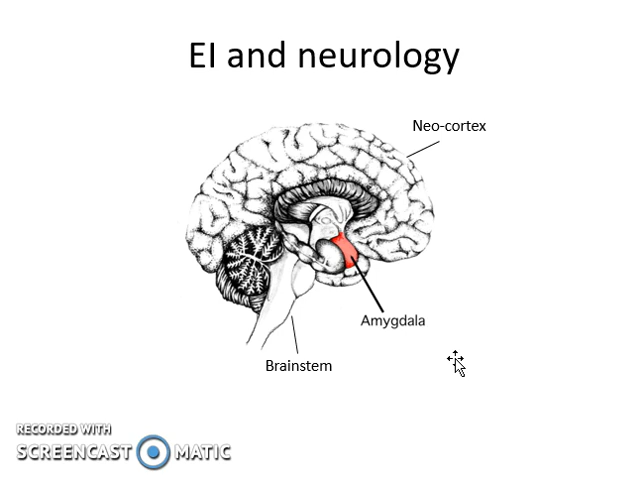 EI and neurology
Neo-cortex
Amygdala
Brainstem
RECORDED WITH
SCREENCAST MATIC